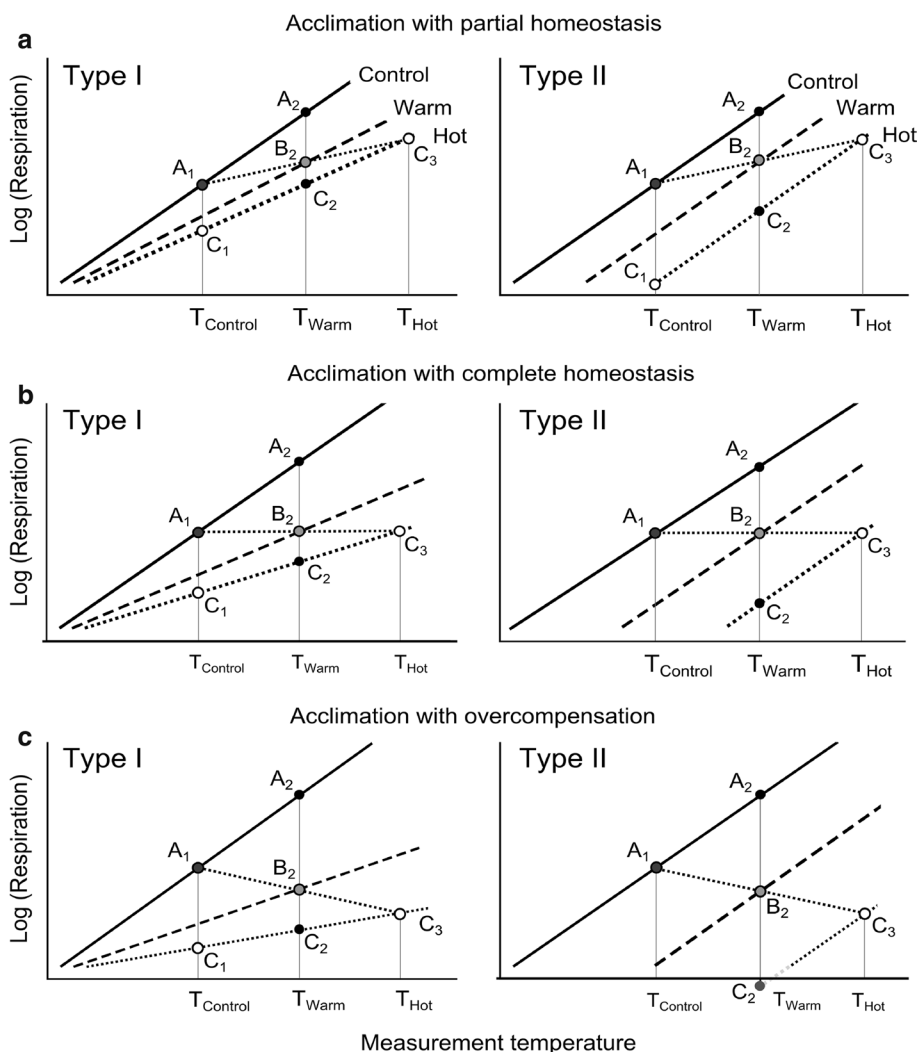 Acclimation with partial homeostasis
a
Log (Respiration)
Type I
Control
Warm
Hot
A1
A2
B2
C1
C2
C3
TControl
TWarm
THot
Type II
Control
Warm
Hot
A1
A2
B2
C1
C2
C3
TControl
TWarm
THot
Acclimation with complete homeostasis
b
Log (Respiration)
Type I
A1
A2
B2
C1
C2
C3
TControl
TWarm
THot
Type II
A1
A2
B2
C2
C3
TControl
TWarm
THot
Acclimation with overcompensation
c
Log (Respiration)
Type I
A1
A2
B2
C1
C2
C3
TControl
TWarm
THot
Type II
A1
A2
B2
C2
C3
TControl
TWarm
THot
Measurement temperature